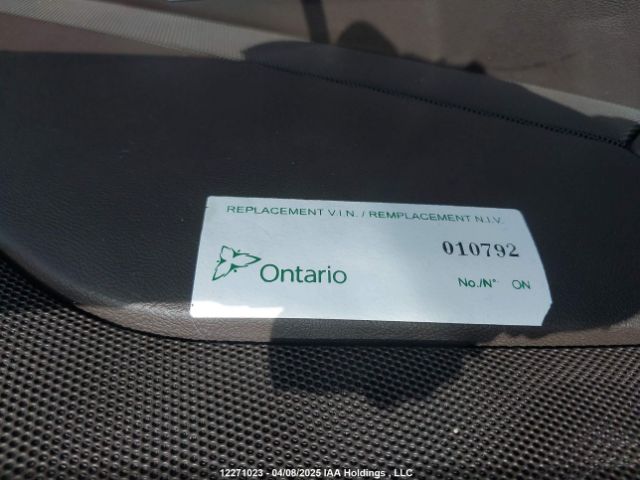 REPLACEMENT V.I.N. / REMPLACEMENT N.I.V.
010792
Ontario
No./N° ON
12271023 - 04/08/2025 IAA Holdings , LLC